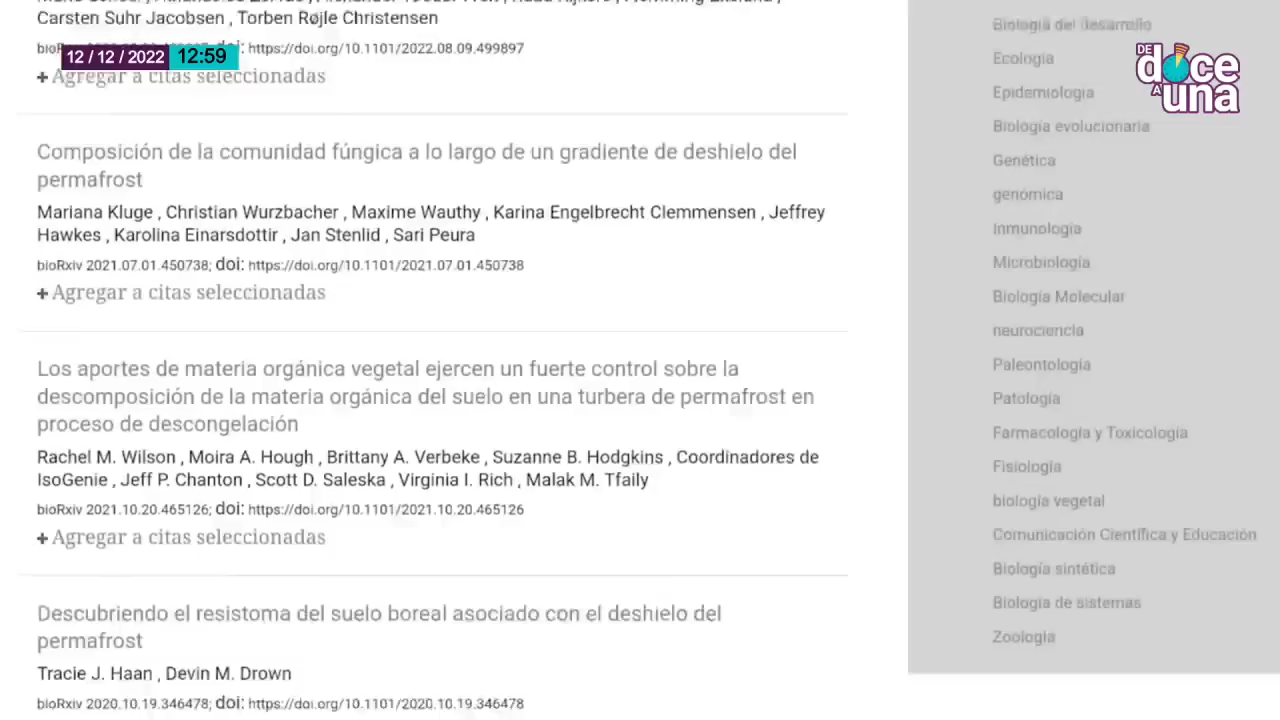 Carsten Suhr Jacobsen , Torben Røjle Christensen
doi: https://doi.org/10.1101/2022.08.09.499897
12 / 12 / 2022 12:59
+ Agregar a citas seleccionadas
Composición de la comunidad fúngica a lo largo de un gradiente de deshielo del
permafrost
Mariana Kluge , Christian Wurzbacher , Maxime Wauthy , Karina Engelbrecht Clemmensen , Jeffrey
Hawkes , Karolina Einarsdottir , Jan Stenlid , Sari Peura
bioRxiv 2021.07.01.450738; doi: https://doi.org/10.1101/2021.07.01.450738
+ Agregar a citas seleccionadas
Los aportes de materia orgánica vegetal ejercen un fuerte control sobre la
descomposición de la materia orgánica del suelo en una turbera de permafrost en
proceso de descongelación
Rachel M. Wilson , Moira A. Hough , Brittany A. Verbeke , Suzanne B. Hodgkins , Coordinadores de
IsoGenie , Jeff P. Chanton , Scott D. Saleska , Virginia I. Rich , Malak M. Tfaily
bioRxiv 2021.10.20.465126; doi: https://doi.org/10.1101/2021.10.20.465126
+ Agregar a citas seleccionadas
Descubriendo el resistoma del suelo boreal asociado con el deshielo del
permafrost
Tracie J. Haan , Devin M. Drown
bioRxiv 2020.10.19.346478; doi: https://doi.org/10.1101/2020.10.19.346478
Biología del desarrollo
Ecología
Epidemiología
Biología evolucionaria
Genética
genómica
Inmunología
Microbiología
Biología Molecular
neurociencia
Paleontología
Patología
Farmacología y Toxicología
Fisiología
biología vegetal
Comunicación Científica y Educación
Biología sintética
Biología de sistemas
Zoología
DE
doce
A una